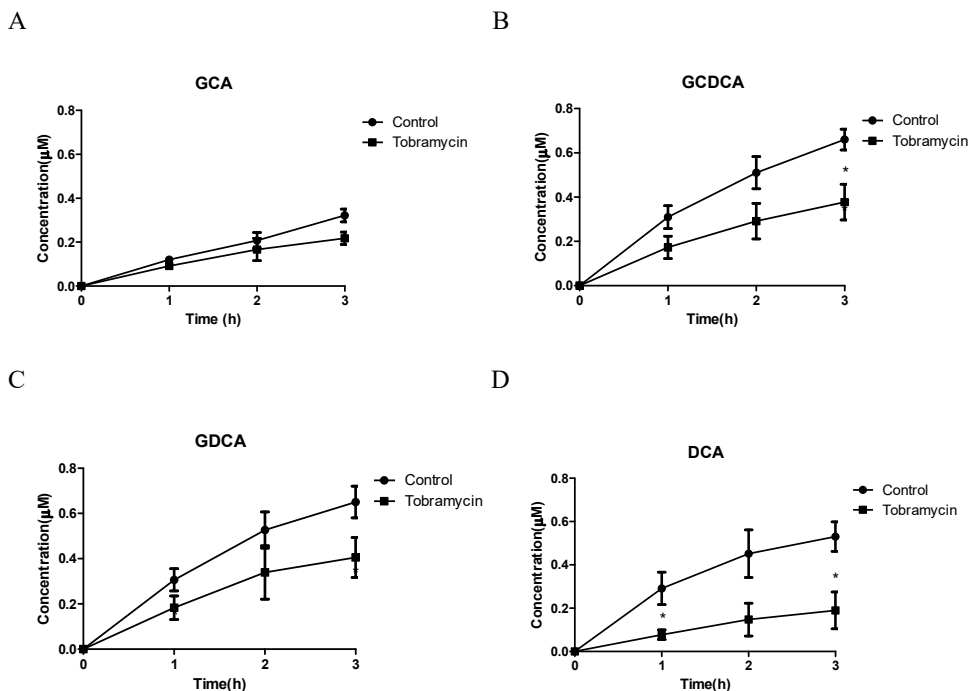 A
GCA
Control
Tobramycin
Concentration(µM)
0.8
0.6
0.4
0.2
0.0
0 1 2 3
Time (h)
B
GCDCA
Control
Tobramycin
Concentration(µM)
0.8
0.6
0.4
0.2
0.0
*
0 1 2 3
Time(h)
C
GDCA
Control
Tobramycin
Concentration(µM)
0.8
0.6
0.4
0.2
0.0
*
0 1 2 3
Time(h)
D
DCA
Control
Tobramycin
Concentration(µM)
0.8
0.6
0.4
0.2
0.0
*
*
0 1 2 3
Time(h)